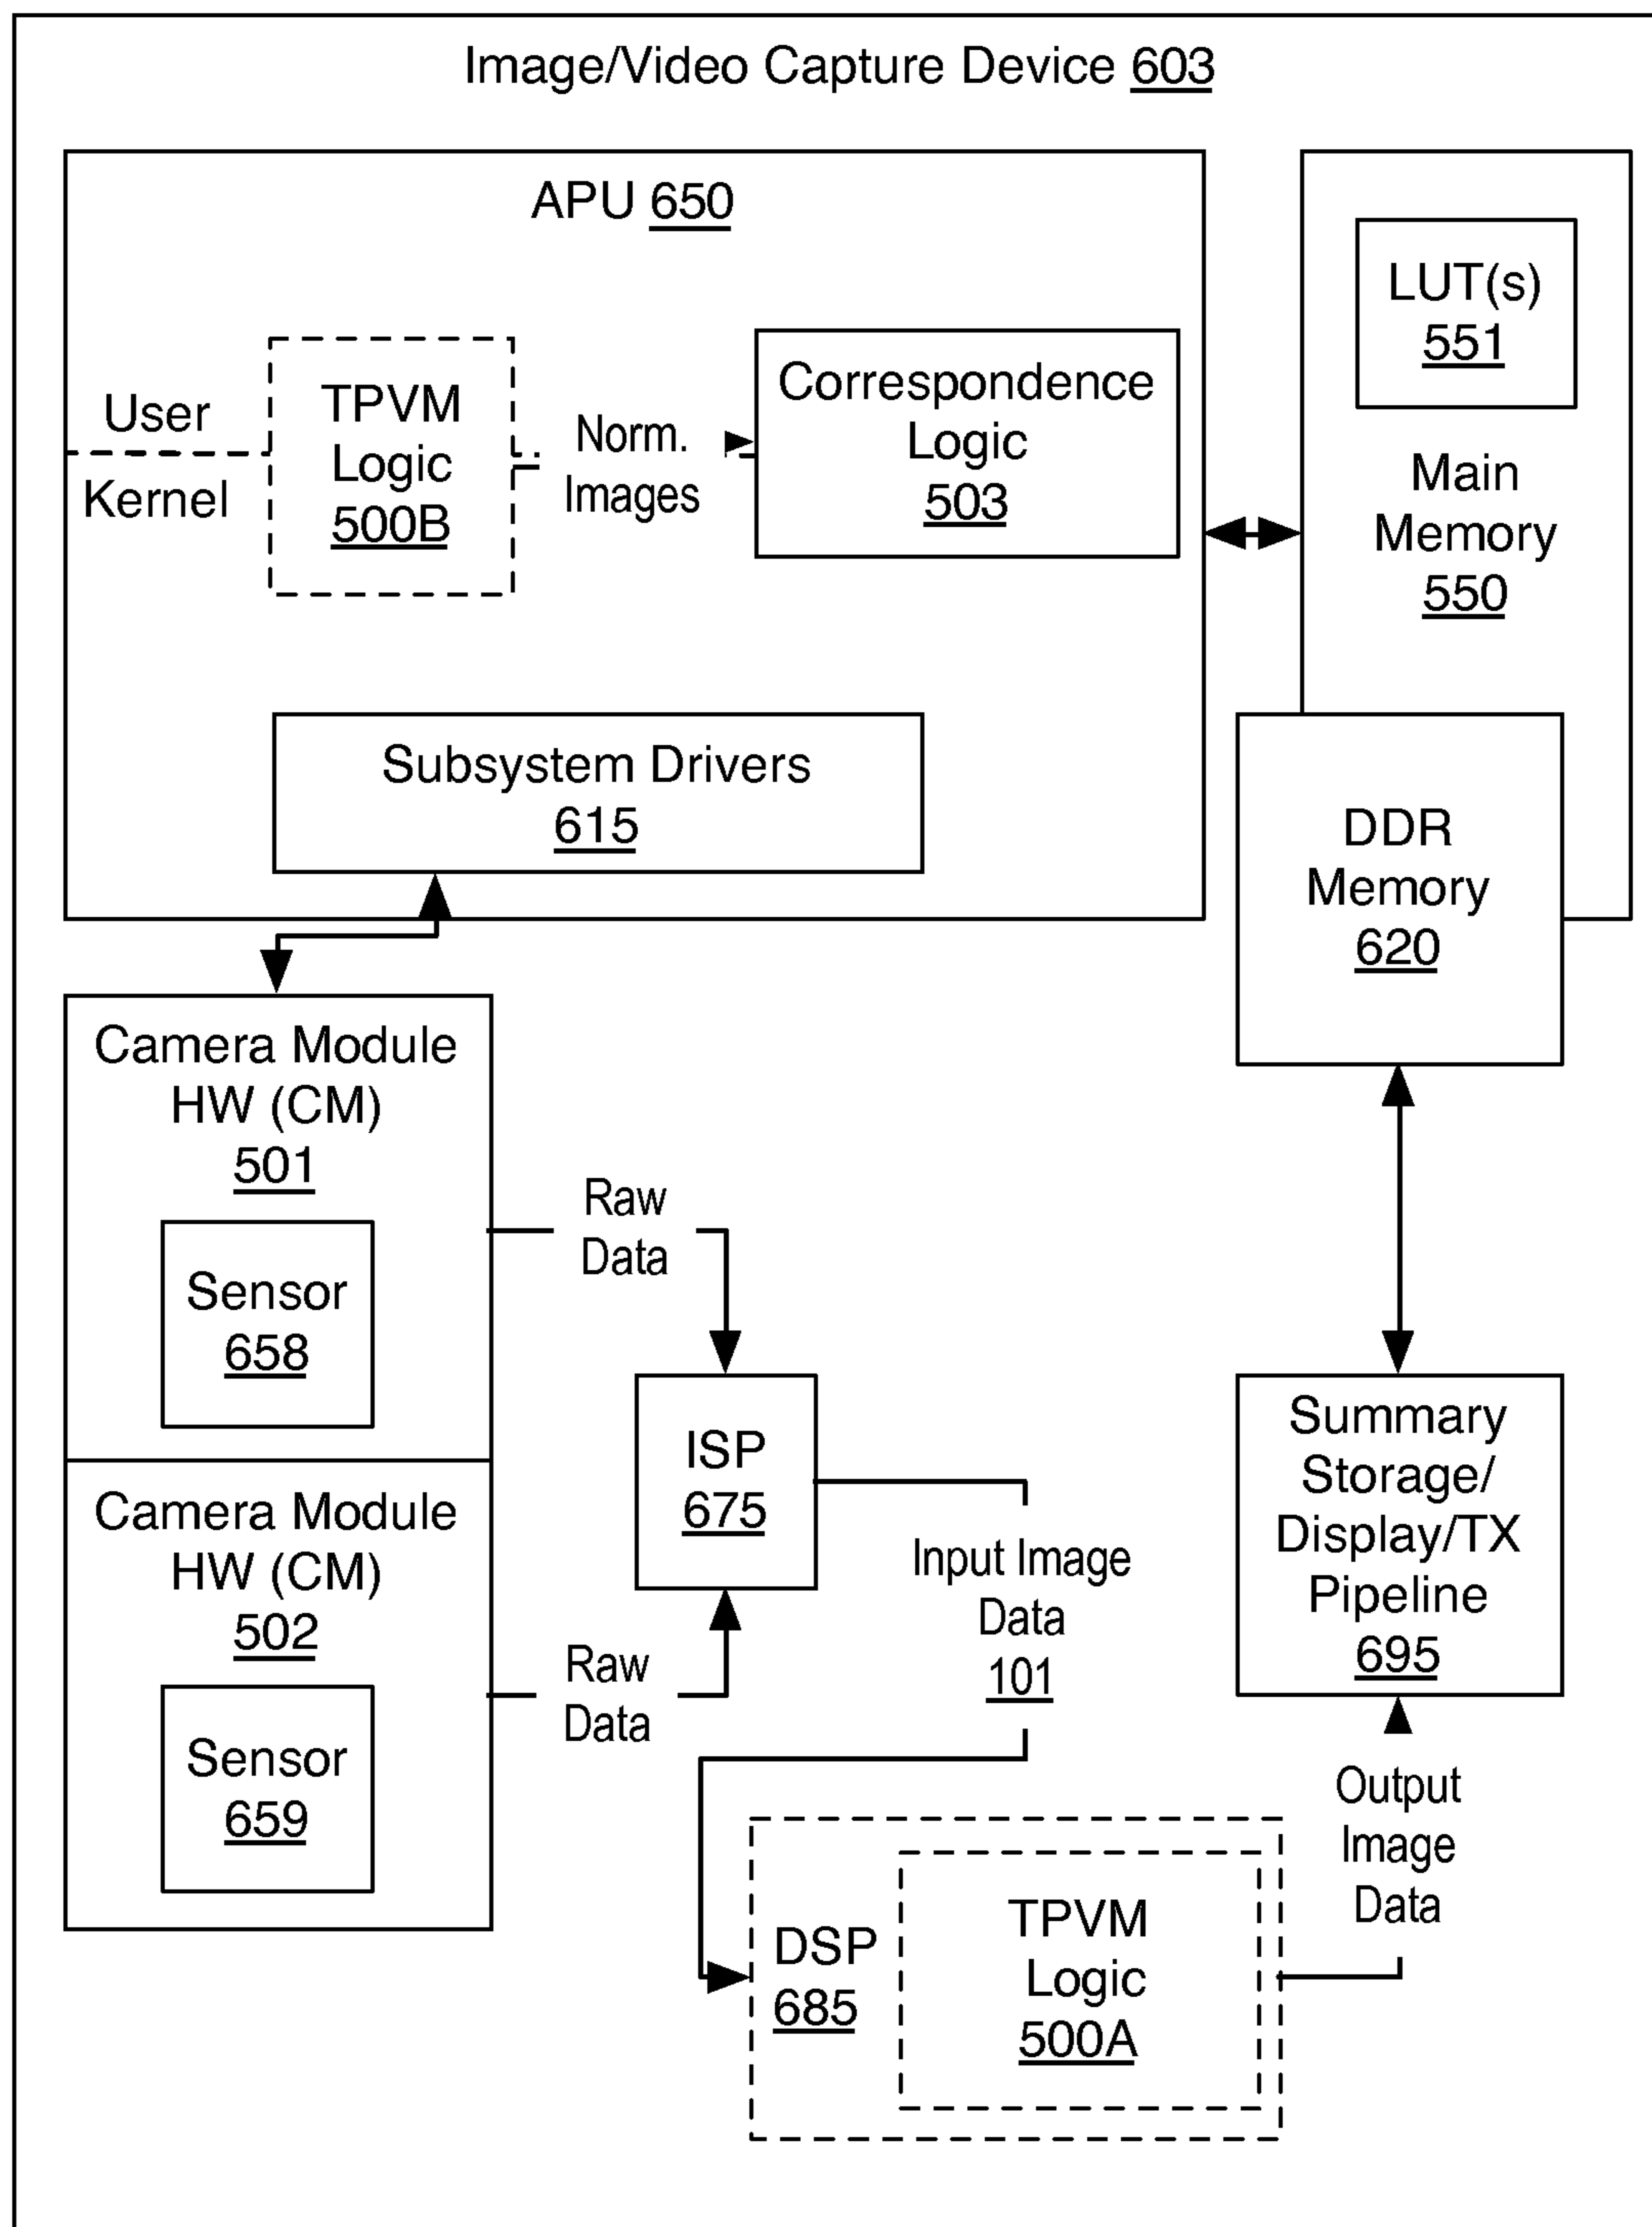 Image/Video Capture Device 603
APU 650
User
Kernel
TPVM
Logic
500B
Norm.
Images
Correspondence
Logic
503
LUT(s)
551
Main
Memory
550
Subsystem Drivers
615
DDR
Memory
620
Camera Module
HW (CM)
501
Sensor
658
Raw
Data
Camera Module
HW (CM)
502
Sensor
659
Raw
Data
ISP
675
Input Image
Data
101
Summary
Storage/
Display/TX
Pipeline
695
Output
Image
Data
DSP
685
TPVM
Logic
500A